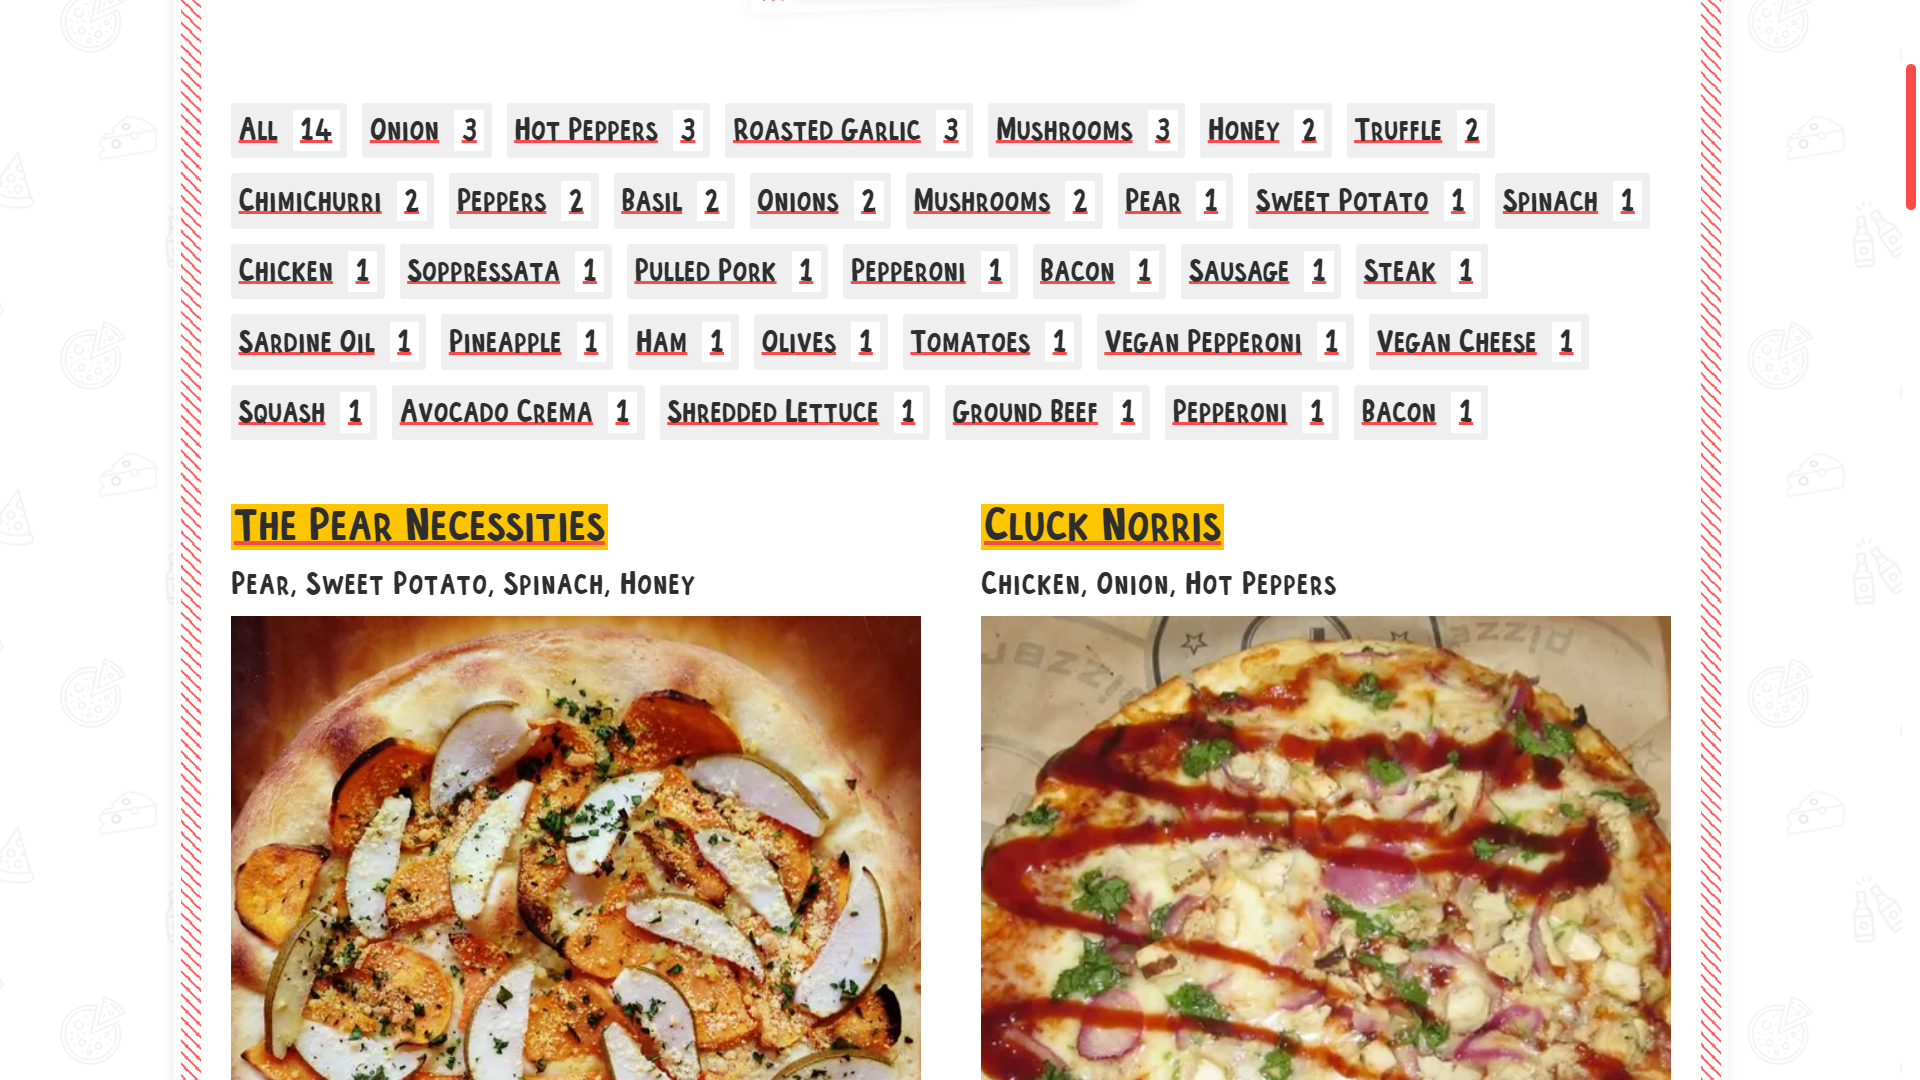 All 14 Onion 3 Hot Peppers 3 Roasted Garlic 3 Mushrooms 3 Honey 2 Truffle 2
Chimichurri 2 Peppers 2 Basil 2 Onions 2 Mushrooms 2 Pear 1 Sweet Potato 1 Spinach 1
Chicken 1 Soppressata 1 Pulled Pork 1 Pepperoni 1 Bacon 1 Sausage 1 Steak 1
Sardine Oil 1 Pineapple 1 Ham 1 Olives 1 Tomatoes 1 Vegan Pepperoni 1 Vegan Cheese 1
Squash 1 Avocado Crema 1 Shredded Lettuce 1 Ground Beef 1 Pepperoni 1 Bacon 1
The Pear Necessities
Pear, Sweet Potato, Spinach, Honey
Cluck Norris
Chicken, Onion, Hot Peppers